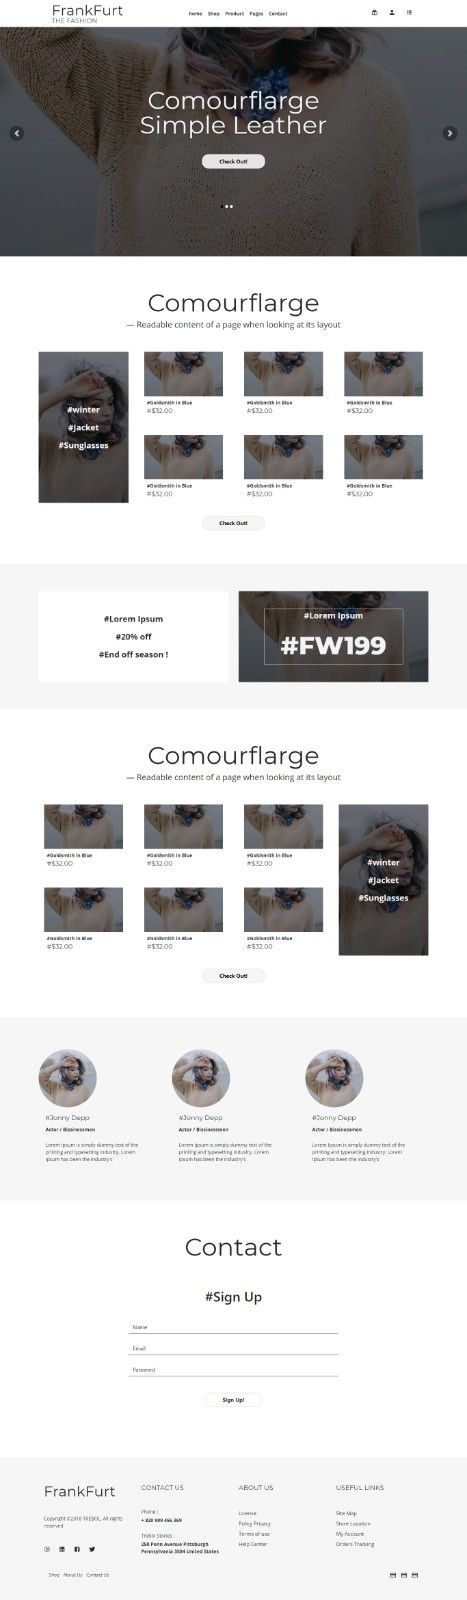 FrankFurt
THE FASHION
home Shop Product Pages Contact
Comourflarge
Simple Leather
Check Out!
Comourflarge
— Readable content of a page when looking at its layout
#winter
#Jacket
#Sunglasses
#Goldsmith in Blue #Goldsmith in Blue #Goldsmith in Blue
#$32.00 #$32.00 #$32.00
#Goldsmith in Blue #Goldsmith in Blue #Goldsmith in Blue
#$32.00 #$32.00 #$32.00
Check Out!
#Lorem Ipsum
#20% off
#End off season !
#Lorem Ipsum
#FW199
Comourflarge
— Readable content of a page when looking at its layout
#Goldsmith in Blue #Goldsmith in Blue #Goldsmith in Blue
#$32.00 #$32.00 #$32.00
#Goldsmith in Blue #Goldsmith in Blue #Goldsmith in Blue
#$32.00 #$32.00 #$32.00
#winter
#Jacket
#Sunglasses
Check Out!
#Jonny Depp
Actor / Bissinessmen
Lorem Ipsum is simply dummy text of the
printing and typesetting industry. Lorem
Ipsum has been the industry's
#Jonny Depp
Actor / Bissinessmen
Lorem Ipsum is simply dummy text of the
printing and typesetting industry. Lorem
Ipsum has been the industry's
#Jonny Depp
Actor / Bissinessmen
Lorem Ipsum is simply dummy text of the
printing and typesetting industry. Lorem
Ipsum has been the industry's
Contact
#Sign Up
Name
Email
Password
Sign Up!
FrankFurt
Copyright ©2018 TREBOL. All rights
reserved
CONTACT US
Phone :
Trebol Stories :
250 Penn Avenue Pittsburgh
Pennsylvania 3584 United States
ABOUT US
License
Policy Privacy
Terms of use
Help Center
USEFUL LINKS
Site Map
Store Location
My Account
Orders Tracking
Shop About Us Contact Us